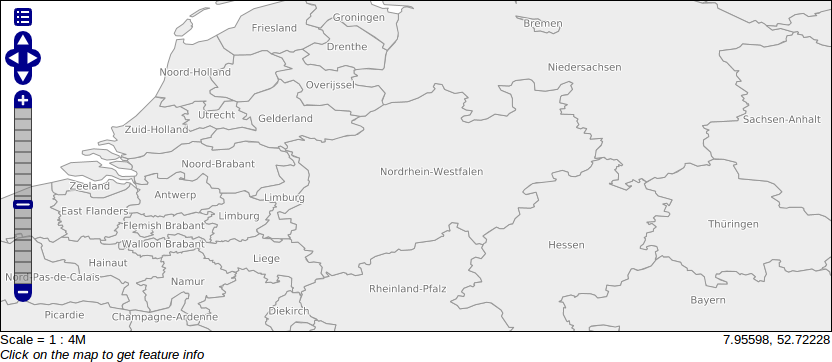 Groningen
Bremen
Friesland
Drenthe
Niedersachsen
Noord-Holland
Overijssel
Utrecht
Gelderland
Sachsen-Anhalt
Zuid-Holland
Noord-Brabant
Nordrhein-Westfalen
Zeeland
Antwerp
Limburg
East Flanders
Limburg
Flemish Brabant
Thüringen
Walloon Brabant
Hessen
Hainaut
Liege
Nord-Pas-de-Calais
Namur
Rheinland-Pfalz
Bayern
Picardie
Champagne-Ardenne
Diekirch
Scale = 1 : 4M
7.95598, 52.72228
Click on the map to get feature info